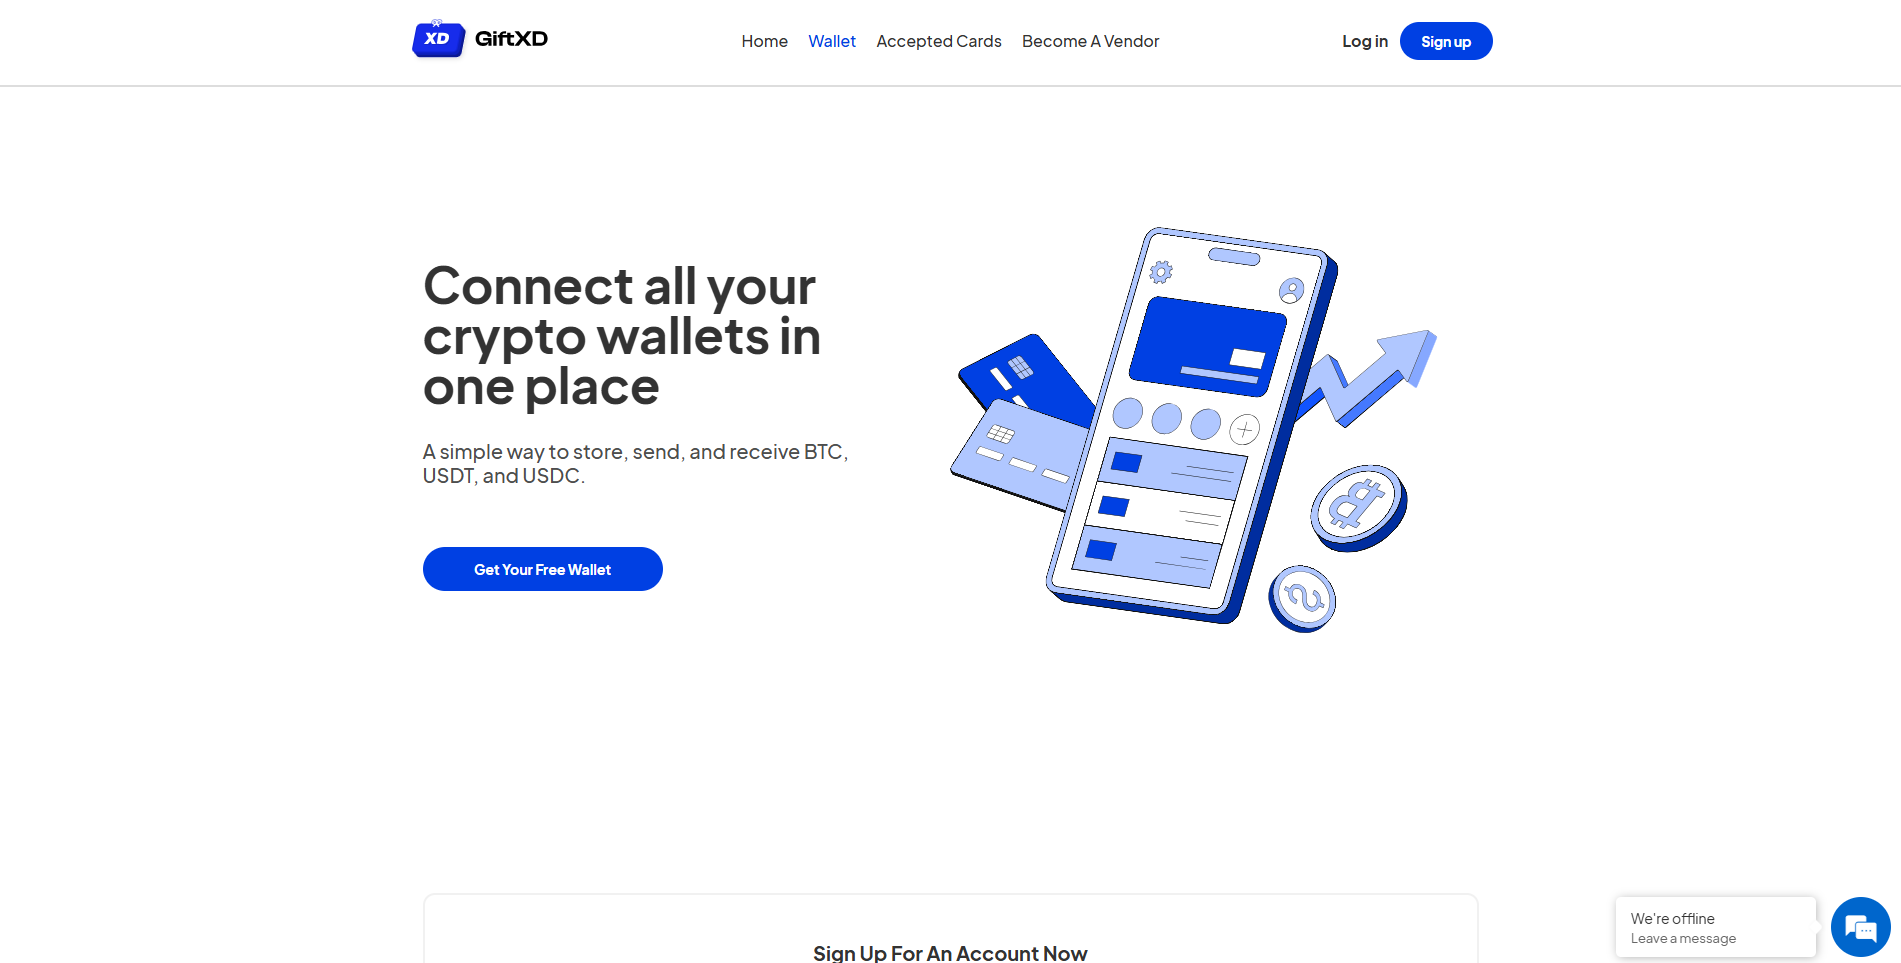 XD GiftXD
Home Wallet Accepted Cards Become A Vendor
Log in Sign up
Connect all your
crypto wallets in
one place
A simple way to store, send, and receive BTC,
USDT, and USDC.
Get Your Free Wallet
Sign Up For An Account Now
We're offline
Leave a message